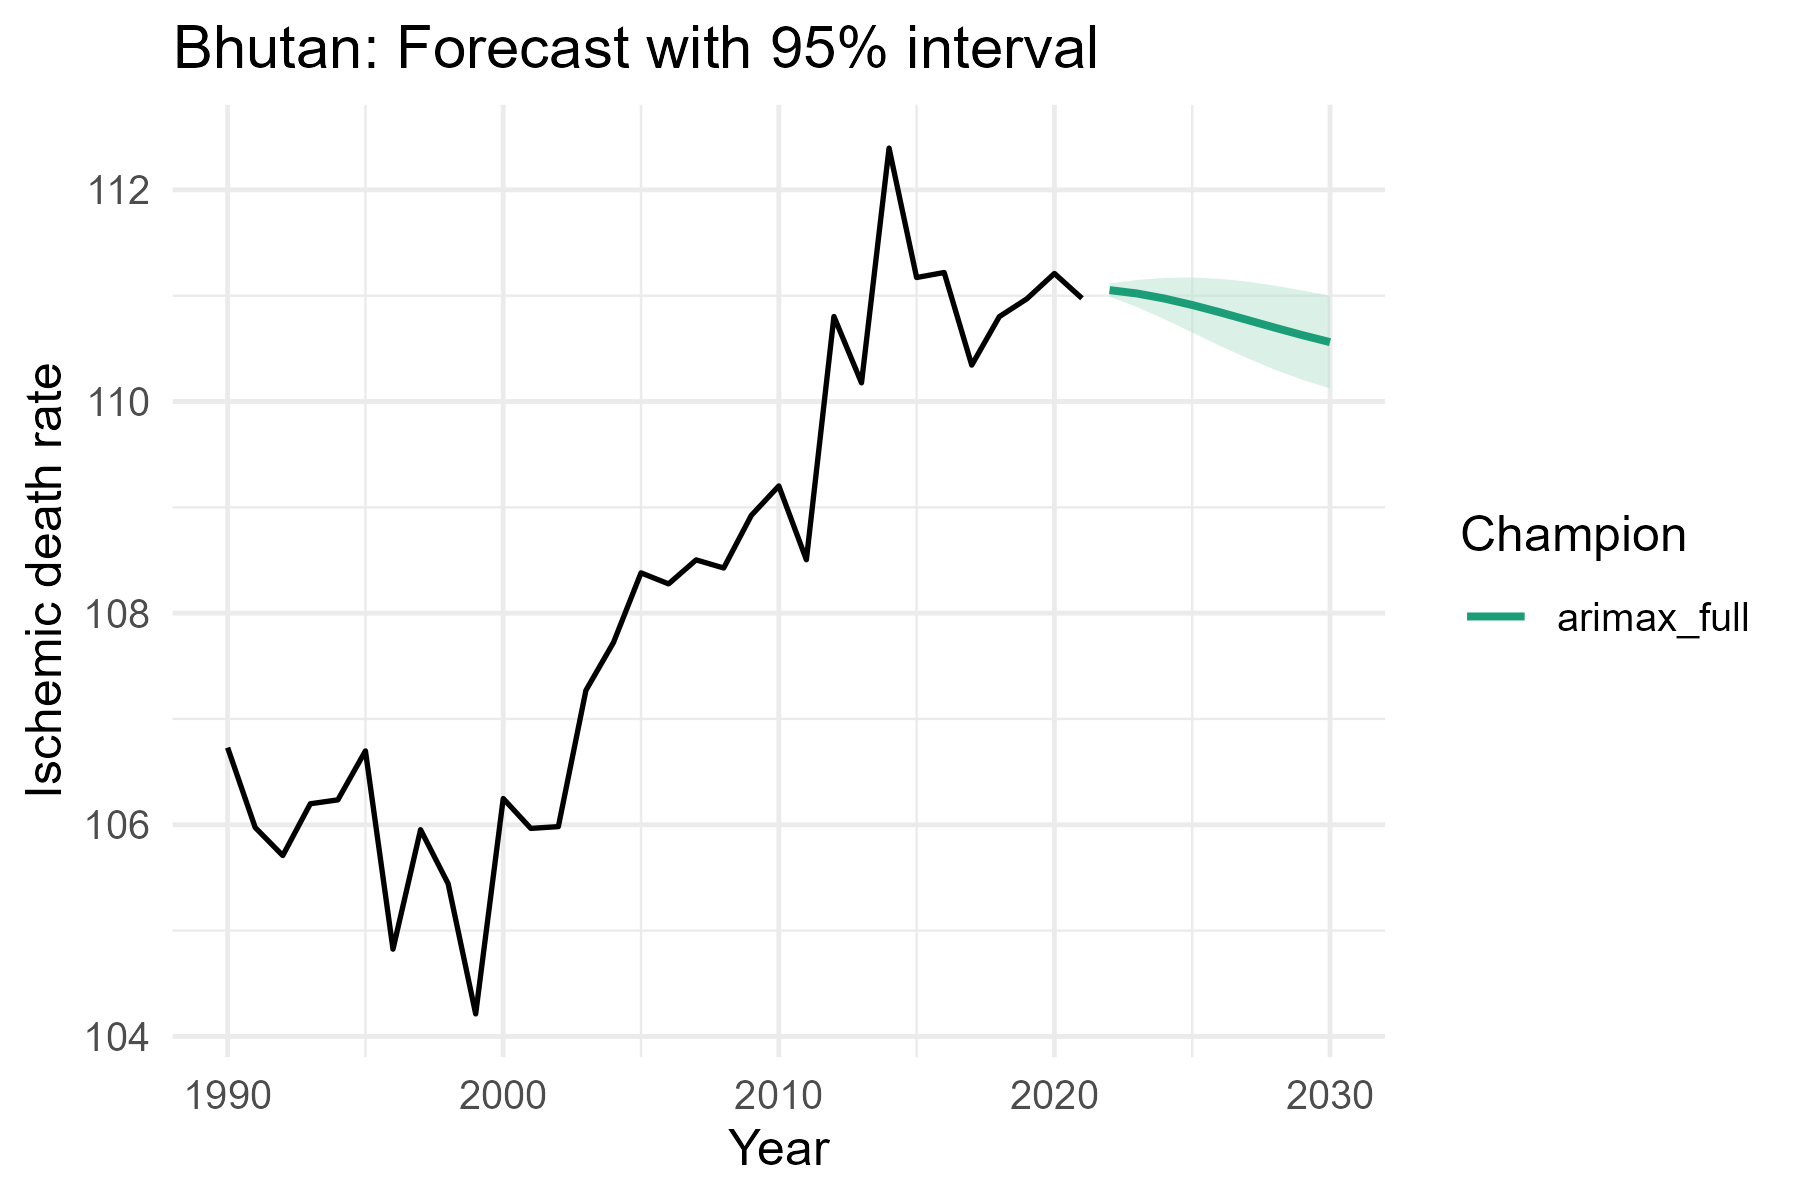 Bhutan: Forecast with 95% interval
Ischemic death rate
112
110
108
106
104
1990 2000 2010 2020 2030
Year
Champion
arimax_full